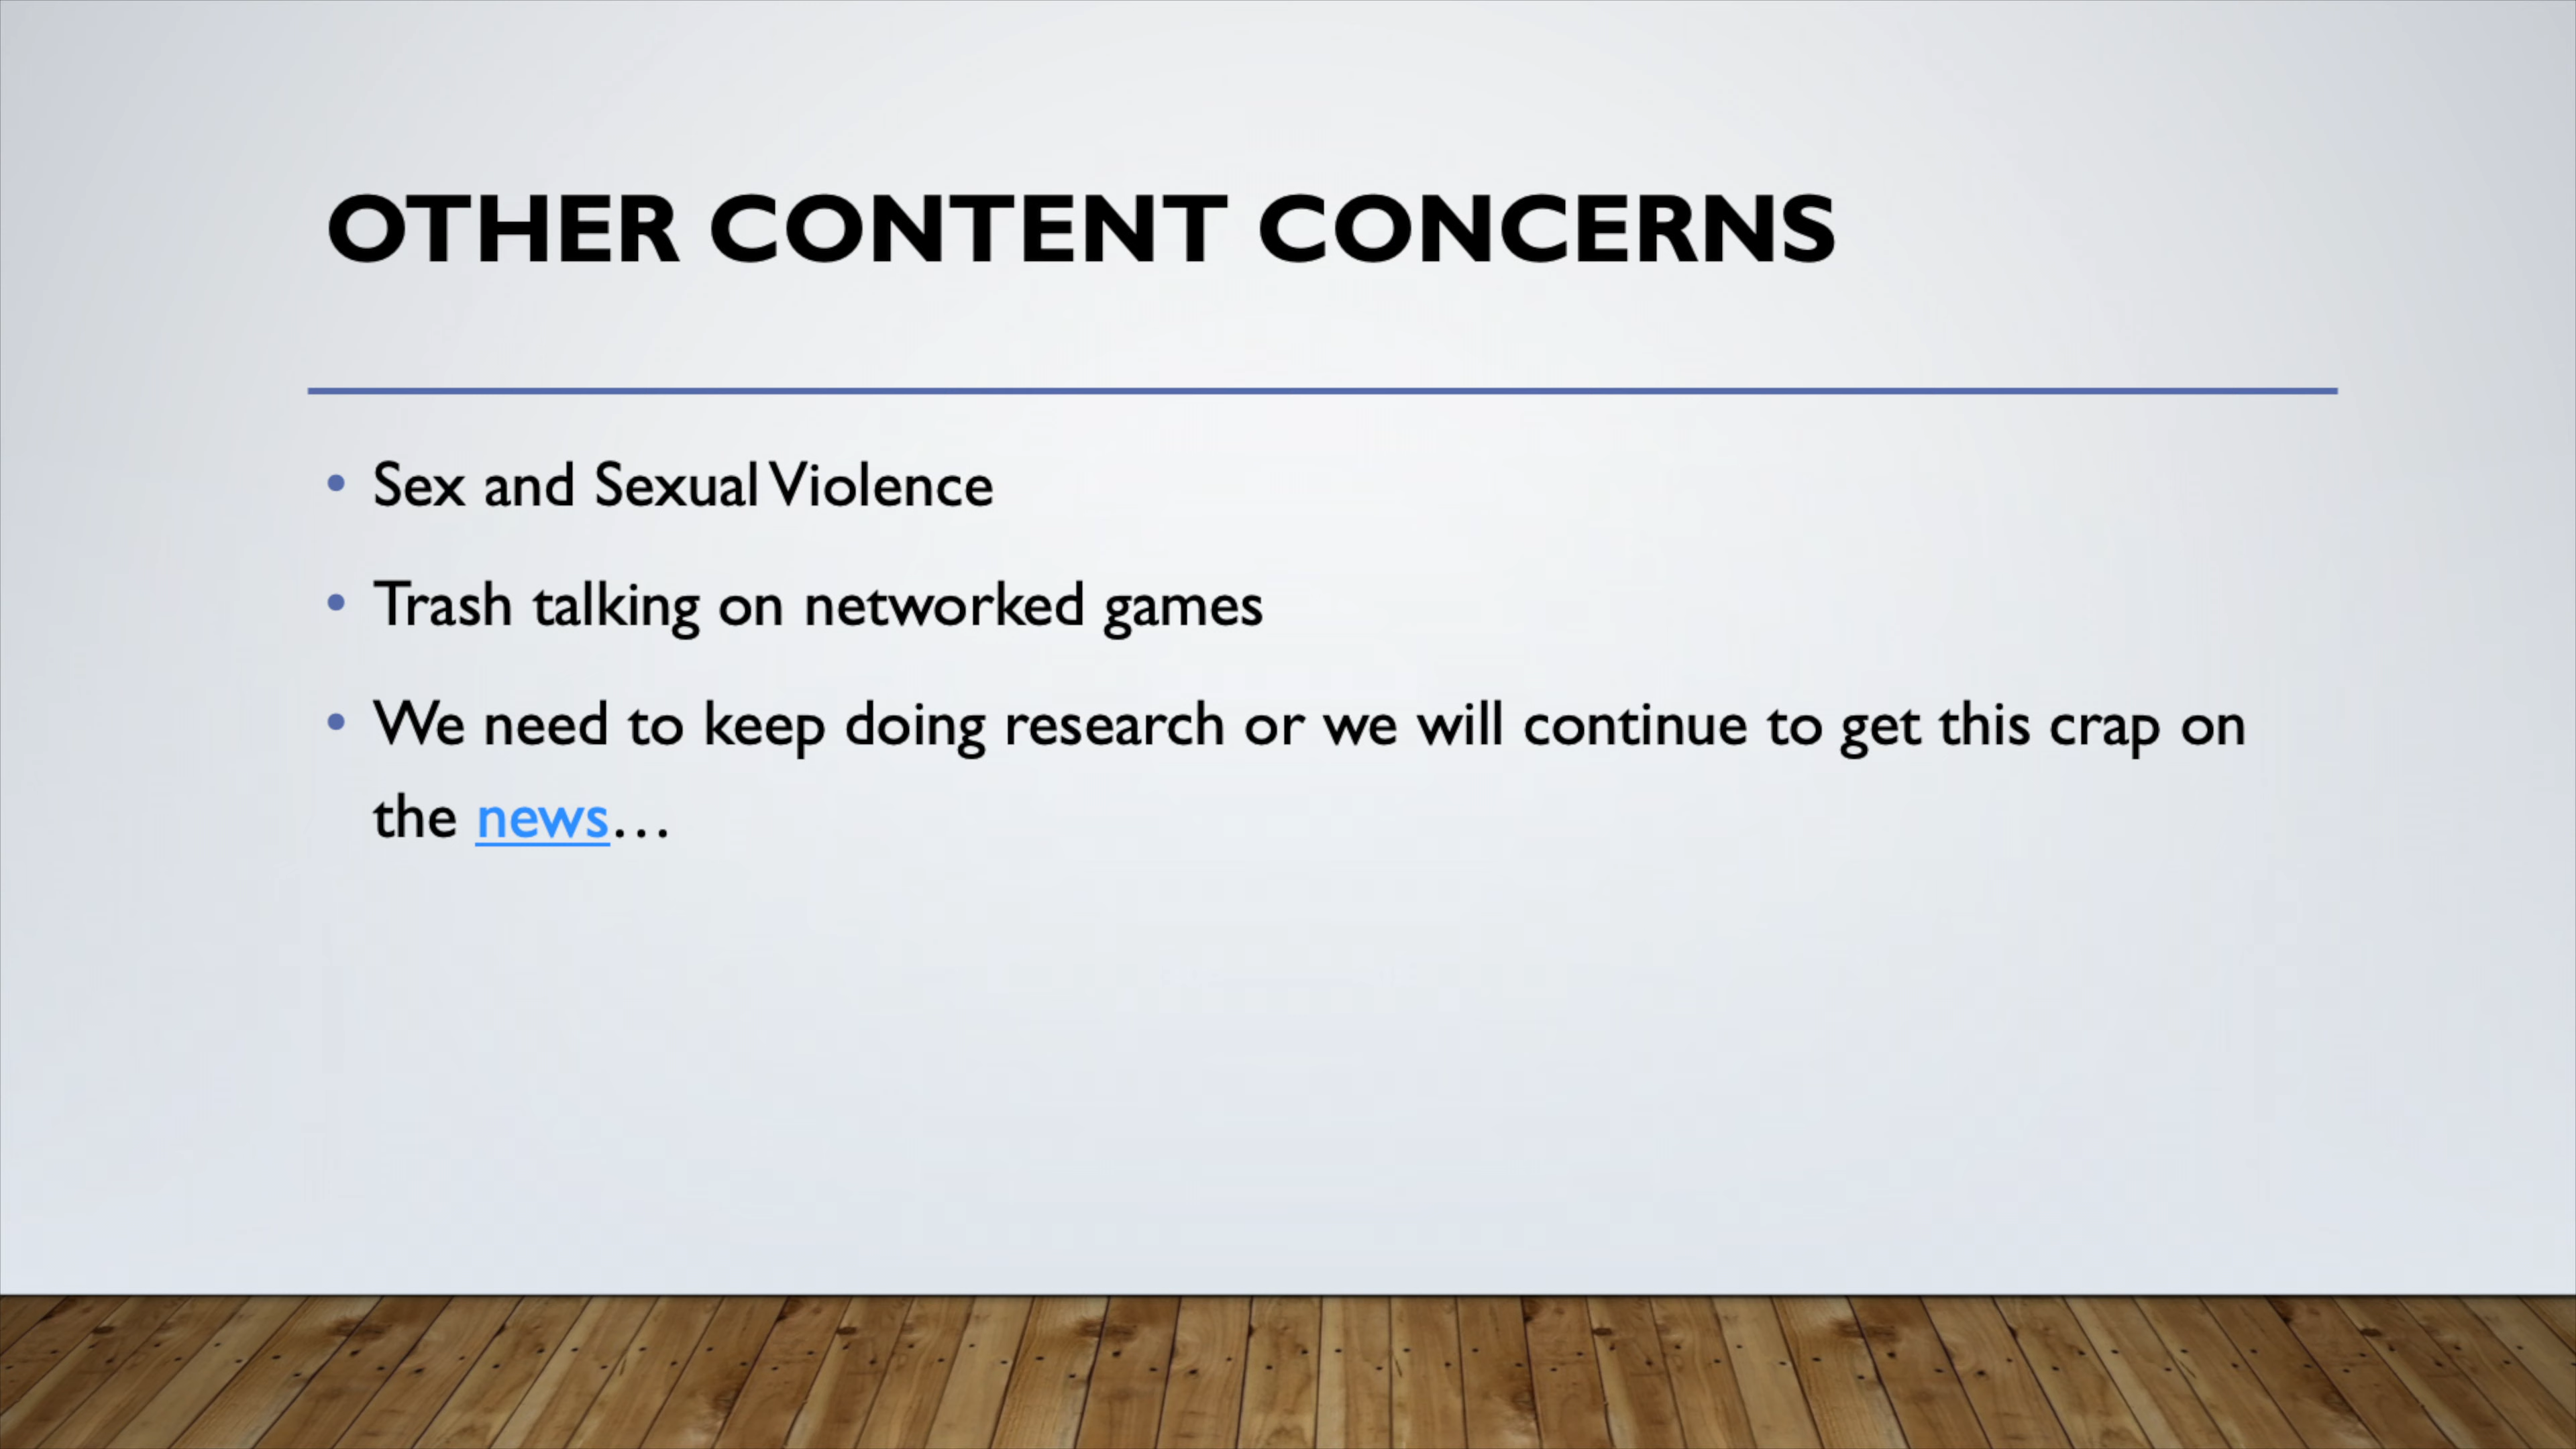 OTHER CONTENT CONCERNS
• Sex and Sexual Violence
• Trash talking on networked games
• We need to keep doing research or we will continue to get this crap on
the news…